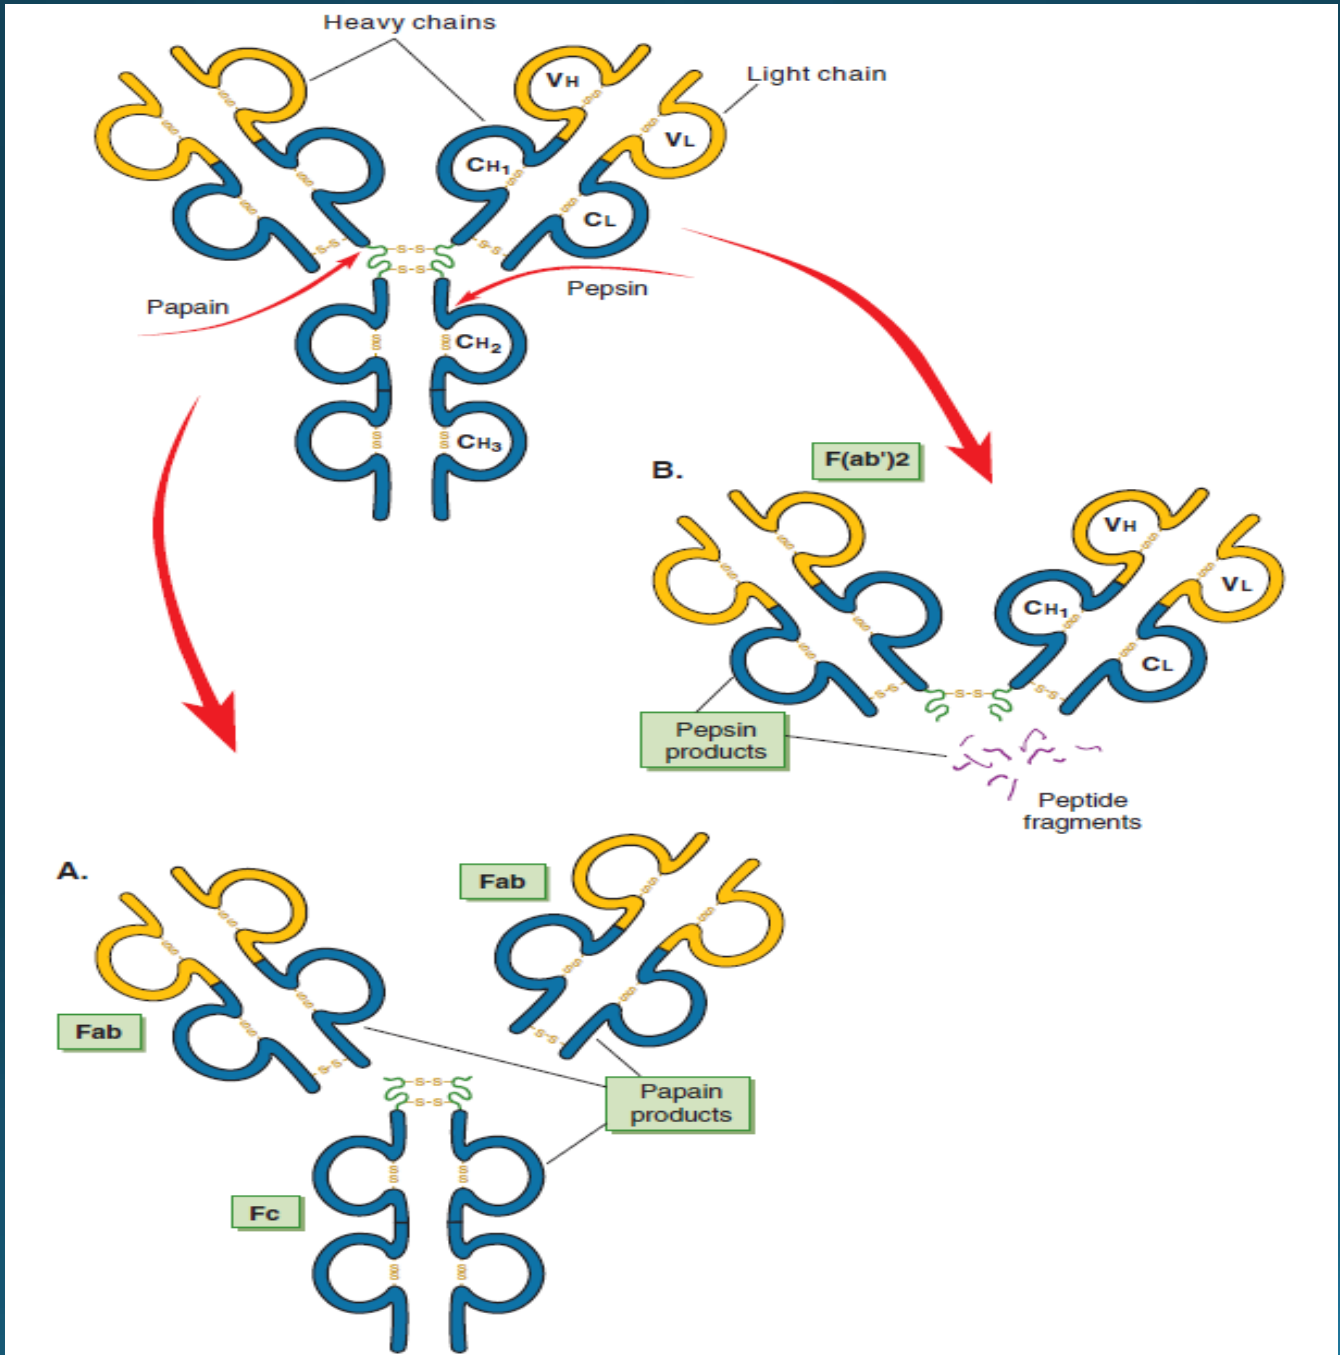 Heavy chains
VH
Light chain
VL
CH1
CL
S-S
S-S
S-S
S-S
Papain
Pepsin
CH2
CH3
B.
F(ab')2
VH
VL
CH1
CL
S-S
S-S
S-S
Pepsin
products
Peptide
fragments
A.
Fab
Fab
S-S
S-S
S-S
S-S
Papain
products
Fc